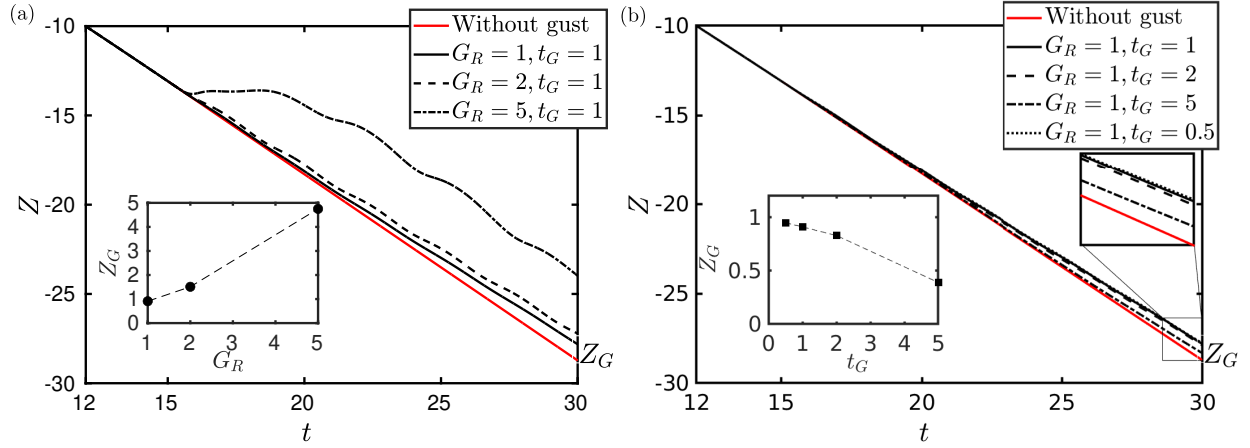 (a)
Without gust
G_R = 1, t_G = 1
G_R = 2, t_G = 1
G_R = 5, t_G = 1
-10
-15
-20
-25
-30
Z
12 15 20 25 30
t
Z_G
5
4
3
2
1
0
Z_G
1 2 3 4 5
G_R
(b)
Without gust
G_R = 1, t_G = 1
G_R = 1, t_G = 2
G_R = 1, t_G = 5
G_R = 1, t_G = 0.5
-10
-15
-20
-25
-30
Z
12 15 20 25 30
t
Z_G
1
0.5
0
Z_G
0 1 2 3 4 5
t_G